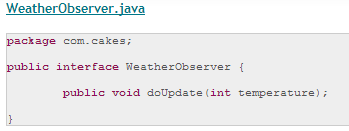 WeatherObserver.java
package com.cakes;
public interface WeatherObserver {
public void doUpdate(int temperature);
}